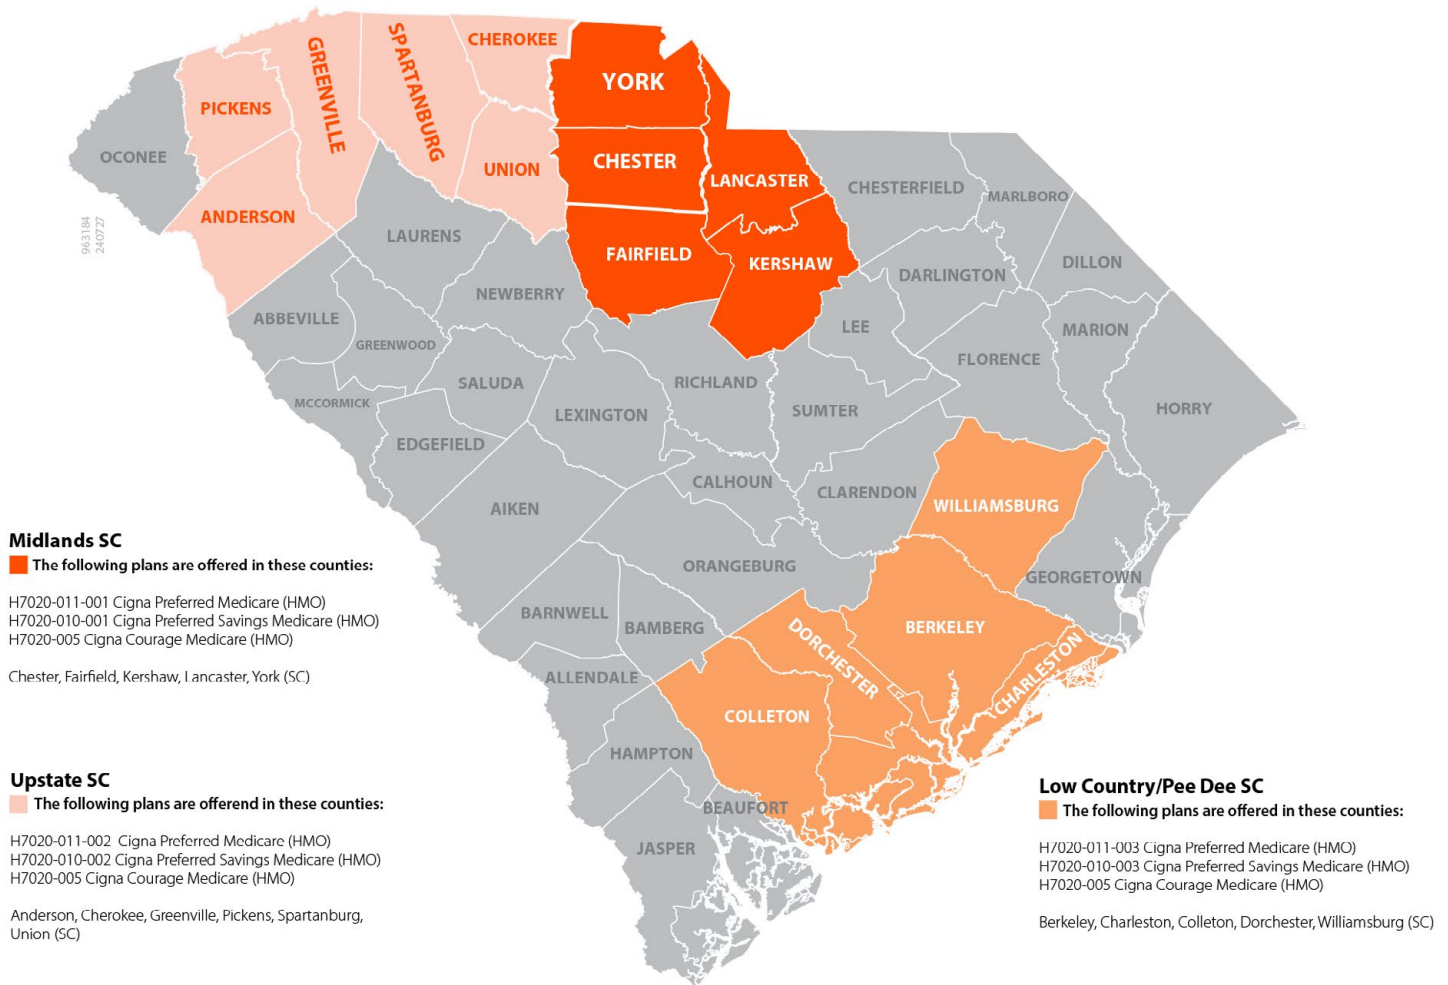 CHEROKEE
SPARTANBURG
GREENVILLE
YORK
PICKENS
OCONEE
UNION
CHESTER
LANCASTER
CHESTERFIELD
MARLBORO
ANDERSON
963184
240727
LAURENS
FAIRFIELD
KERSHAW
DARLINGTON
DILLON
NEWBERRY
ABBEVILLE
GREENWOOD
LEE
MARION
FLORENCE
SALUDA
RICHLAND
MCCORMICK
LEXINGTON
SUMTER
HORRY
EDGEFIELD
CALHOUN
CLARENDON
AIKEN
WILLIAMSBURG
ORANGEBURG
GEORGETOWN
BARNWELL
BAMBERG
DORCHESTER
BERKELEY
CHARLESTON
ALLENDALE
COLLETON
HAMPTON
BEAUFORT
JASPER
Midlands SC
The following plans are offered in these counties:
H7020-011-001 Cigna Preferred Medicare (HMO)
H7020-010-001 Cigna Preferred Savings Medicare (HMO)
H7020-005 Cigna Courage Medicare (HMO)
Chester, Fairfield, Kershaw, Lancaster, York (SC)
Upstate SC
The following plans are offerend in these counties:
H7020-011-002 Cigna Preferred Medicare (HMO)
H7020-010-002 Cigna Preferred Savings Medicare (HMO)
H7020-005 Cigna Courage Medicare (HMO)
Anderson, Cherokee, Greenville, Pickens, Spartanburg,
Union (SC)
Low Country/Pee Dee SC
The following plans are offered in these counties:
H7020-011-003 Cigna Preferred Medicare (HMO)
H7020-010-003 Cigna Preferred Savings Medicare (HMO)
H7020-005 Cigna Courage Medicare (HMO)
Berkeley, Charleston, Colleton, Dorchester, Williamsburg (SC)